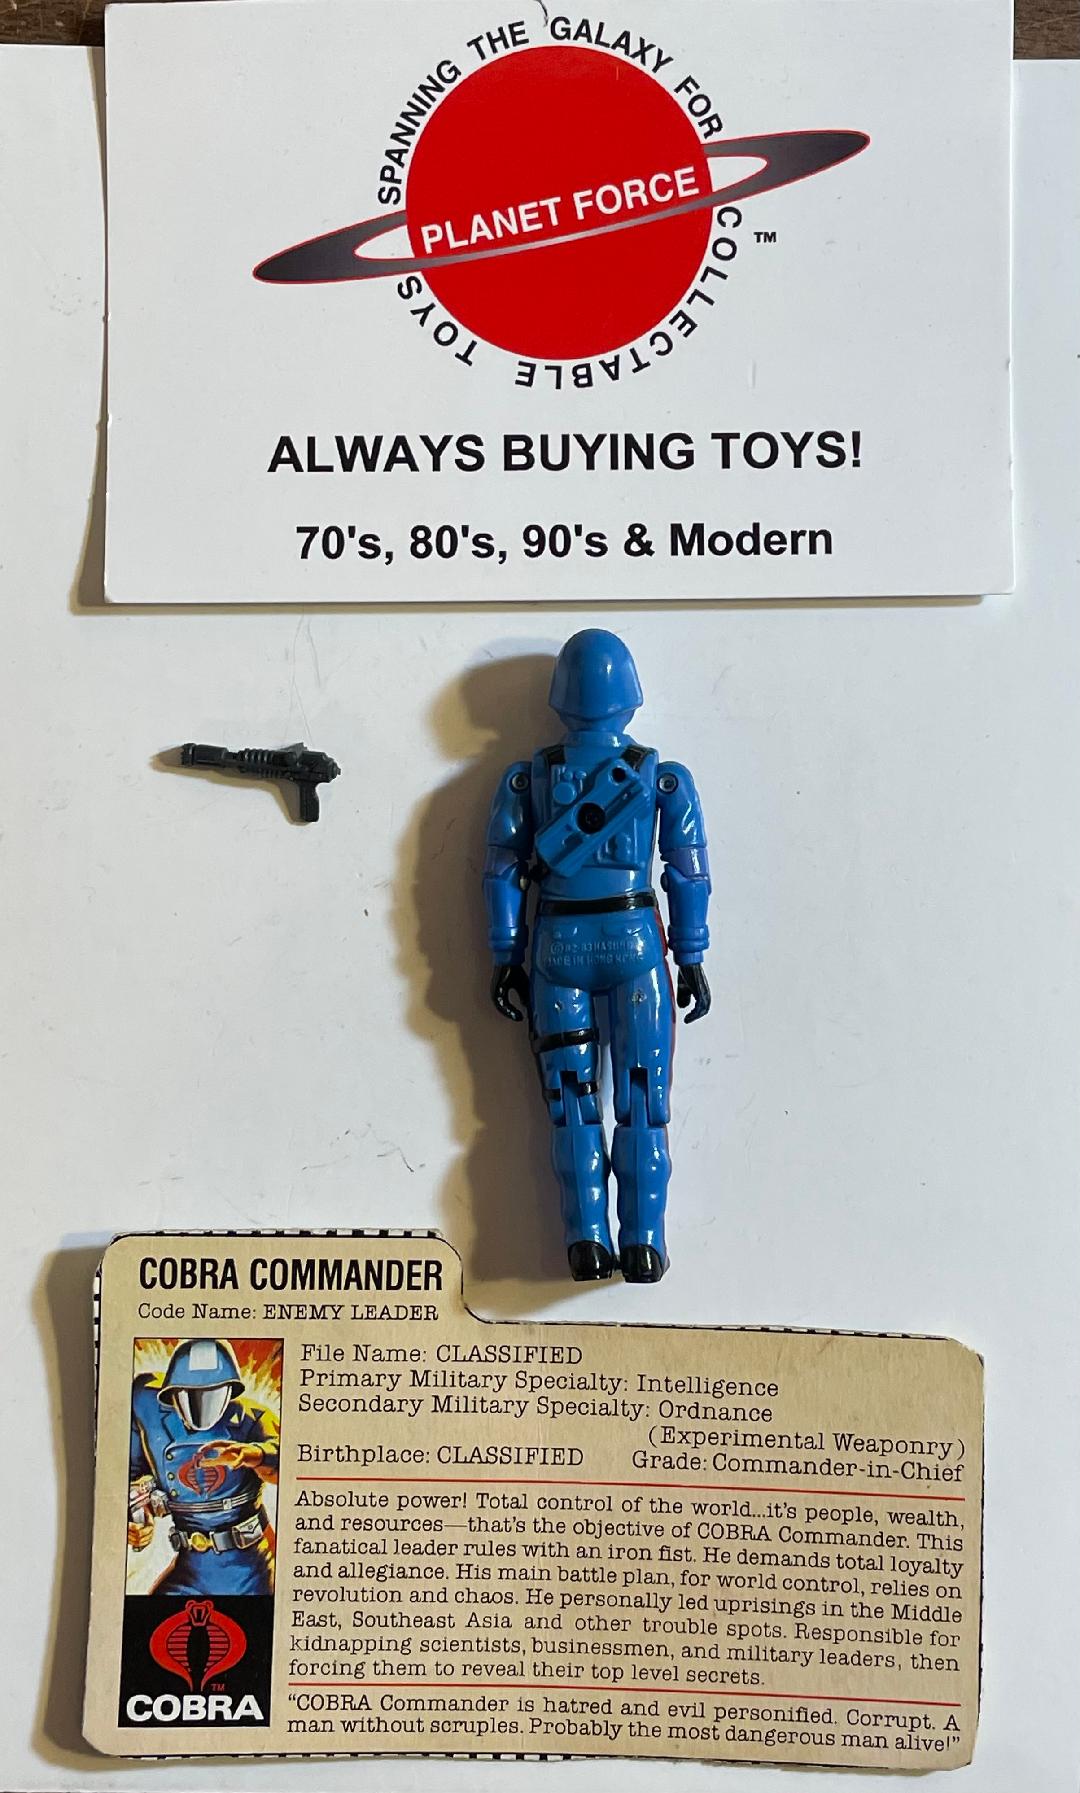 SPANNING THE GALAXY FOR COLLECTABLE TOYS
PLANET FORCE
TM
ALWAYS BUYING TOYS!
70's, 80's, 90's & Modern
MADE IN HONG KONG
COBRA COMMANDER
Code Name: ENEMY LEADER
File Name: CLASSIFIED
Primary Military Specialty: Intelligence
Secondary Military Specialty: Ordnance
(Experimental Weaponry)
Birthplace: CLASSIFIED Grade: Commander-in-Chief
Absolute power! Total control of the world...it's people, wealth,
and resources—that's the objective of COBRA Commander. This
fanatical leader rules with an iron fist. He demands total loyalty
and allegiance. His main battle plan, for world control, relies on
revolution and chaos. He personally led uprisings in the Middle
East, Southeast Asia and other trouble spots. Responsible for
kidnapping scientists, businessmen, and military leaders, then
forcing them to reveal their top level secrets.
"COBRA Commander is hatred and evil personified. Corrupt. A
man without scruples. Probably the most dangerous man alive!"
TM
COBRA